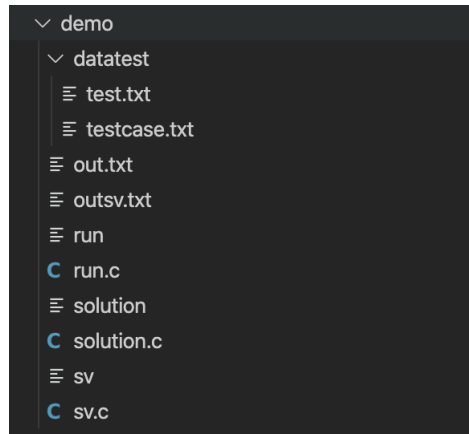 demo
datatest
test.txt
testcase.txt
out.txt
outsv.txt
run
C run.c
solution
C solution.c
sv
C sv.c